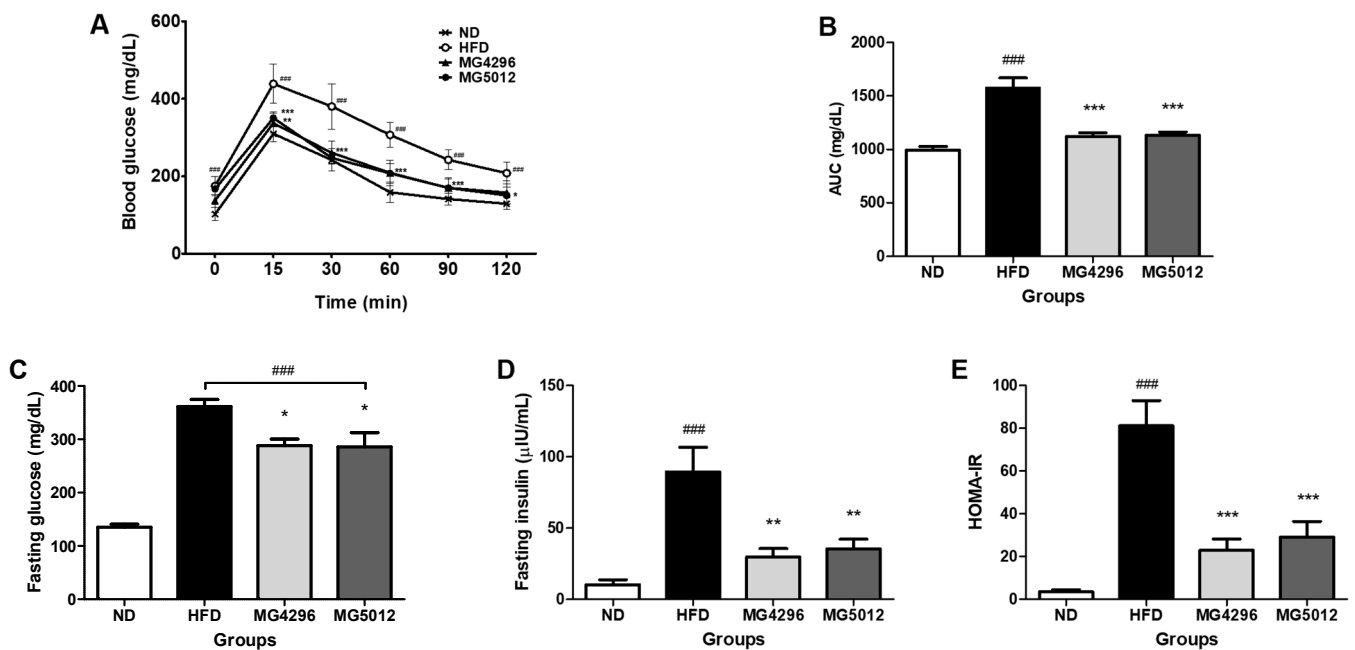 A
Blood glucose (mg/dL)
600
400
200
0
ND
HFD
MG4296
MG5012
###
###
###
###
###
###
***
**
***
***
***
*
0 15 30 60 90 120
Time (min)
B
AUC (mg/dL)
2000
1500
1000
500
0
###
***
***
ND HFD MG4296 MG5012
Groups
C
Fasting glucose (mg/dL)
400
300
200
100
0
###
*
*
ND HFD MG4296 MG5012
Groups
D
Fasting insulin (μIU/mL)
150
100
50
0
###
**
**
ND HFD MG4296 MG5012
Groups
E
HOMA-IR
100
80
60
40
20
0
###
***
***
ND HFD MG4296 MG5012
Groups